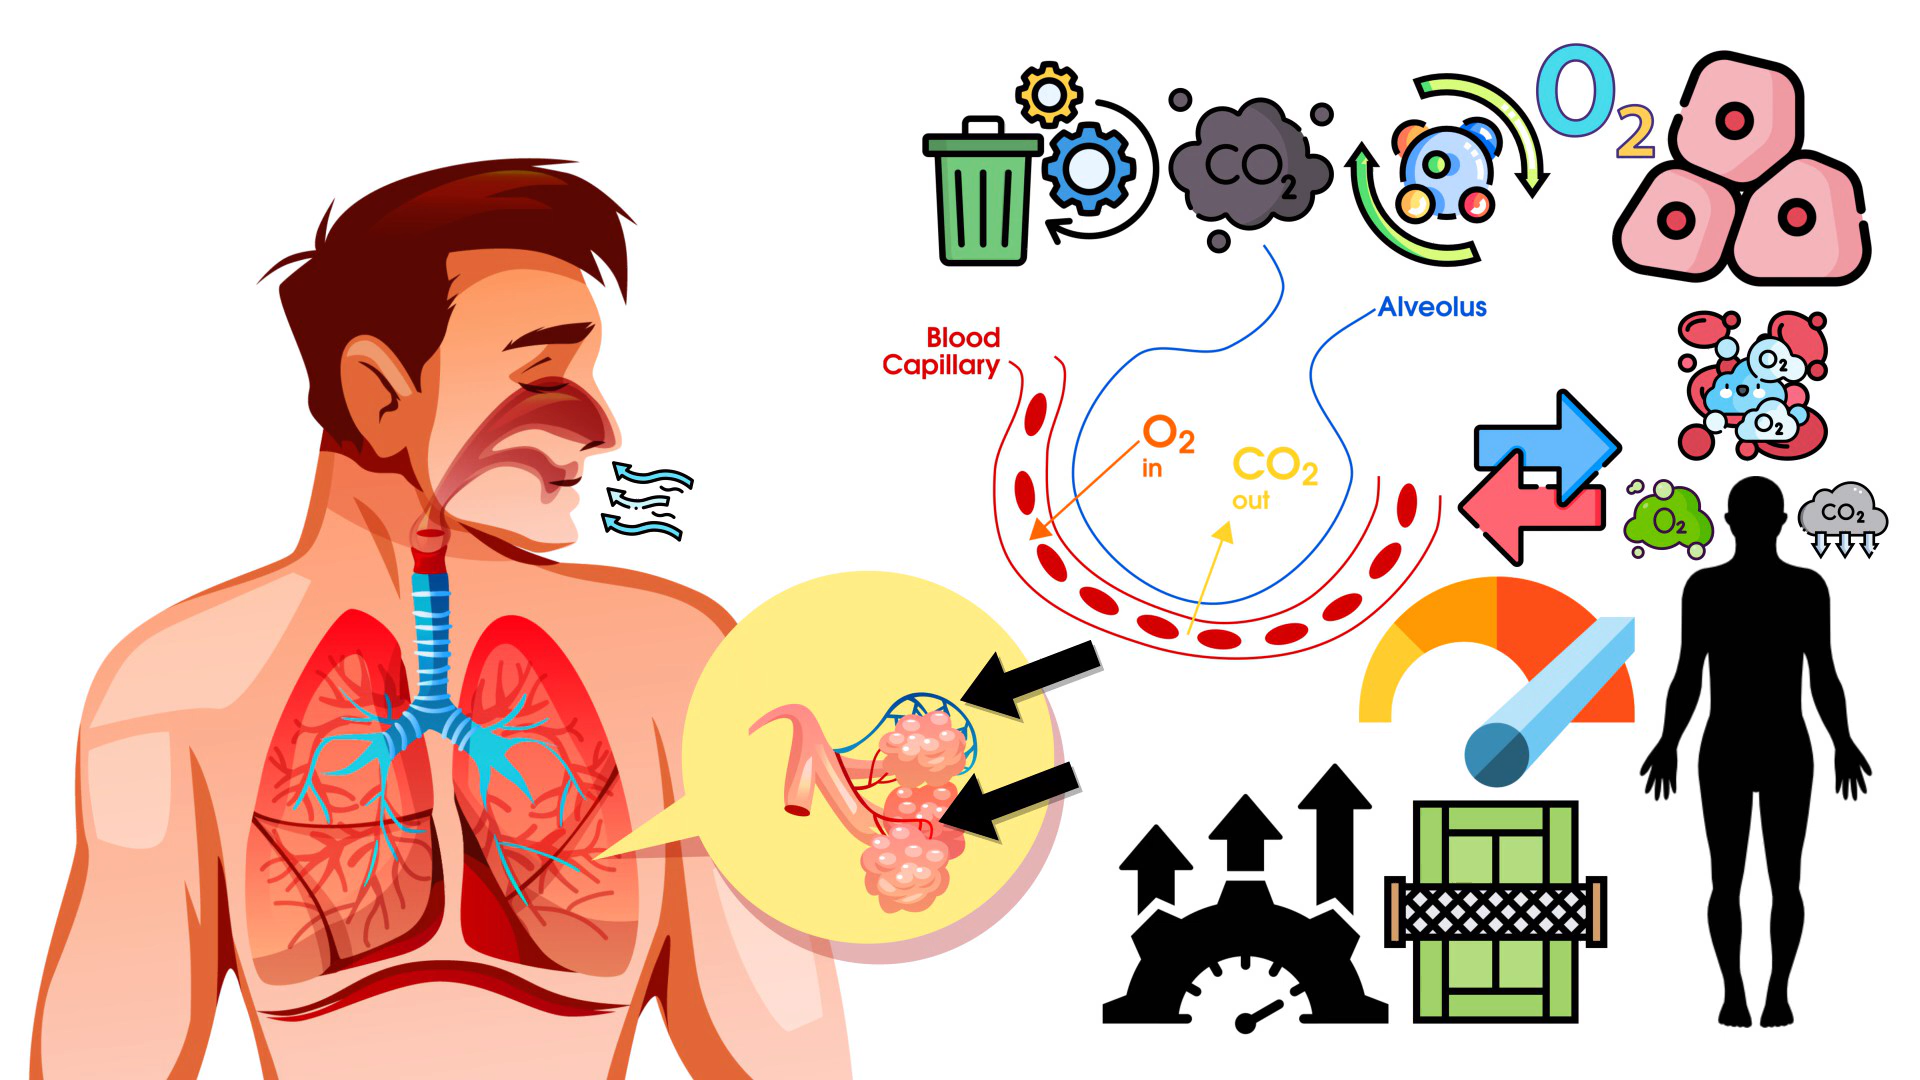 CO2
O2
Alveolus
Blood
Capillary
O2
in
CO2
out
O2
O2
O2
CO2